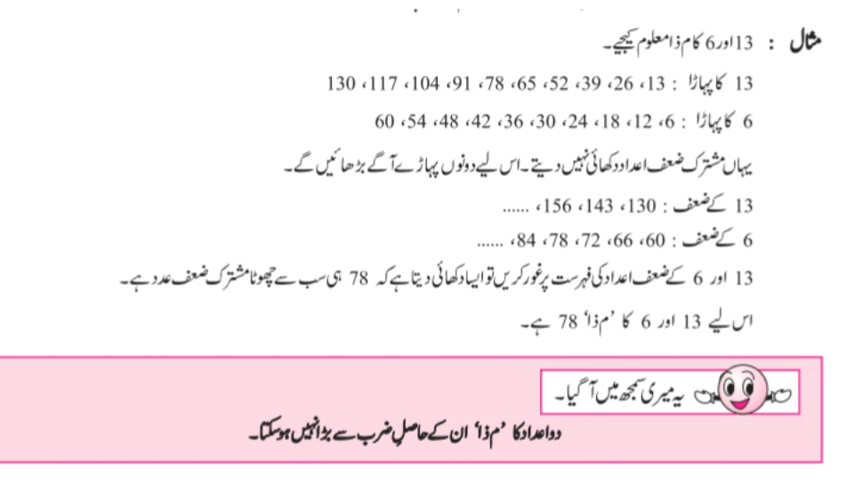 مثال : 13 اور 6 کا م ذا معلوم کیجیے۔
13 کا پہاڑا : 13، 26، 39، 52، 65، 78، 91، 104، 117، 130
6 کا پہاڑا : 6، 12، 18، 24، 30، 36، 42، 48، 54، 60
یہاں مشترک ضعف اعداد دکھائی نہیں دیتے۔ اس لیے دونوں پہاڑے آگے بڑھائیں گے۔
13 کے ضعف : 130، 143، 156، ......
6 کے ضعف : 60، 66، 72، 78، 84، ......
13 اور 6 کے ضعف اعداد کی فہرست پر غور کریں تو ایسا دکھائی دیتا ہے کہ 78 ہی سب سے چھوٹا مشترک ضعف عدد ہے۔
اس لیے 13 اور 6 کا ’م ذا‘ 78 ہے۔
یہ میری سمجھ میں آ گیا۔
دو اعداد کا ’م ذا‘ ان کے حاصلِ ضرب سے بڑا نہیں ہو سکتا۔